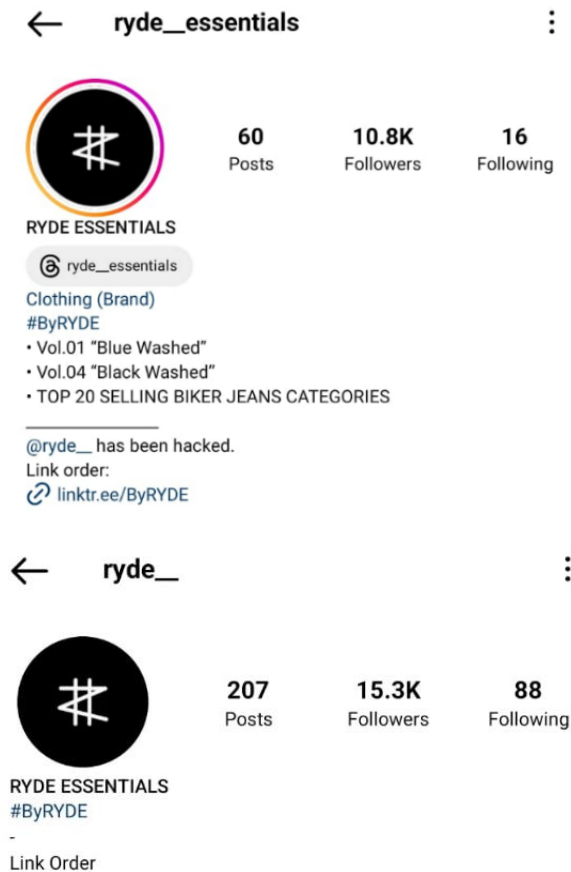 ryde__essentials
60 10.8K 16
Posts Followers Following
RYDE ESSENTIALS
ryde__essentials
Clothing (Brand)
#ByRYDE
• Vol.01 “Blue Washed”
• Vol.04 “Black Washed”
• TOP 20 SELLING BIKER JEANS CATEGORIES
@ryde__ has been hacked.
Link order:
linktr.ee/ByRYDE
ryde__
207 15.3K 88
Posts Followers Following
RYDE ESSENTIALS
#ByRYDE
-
Link Order